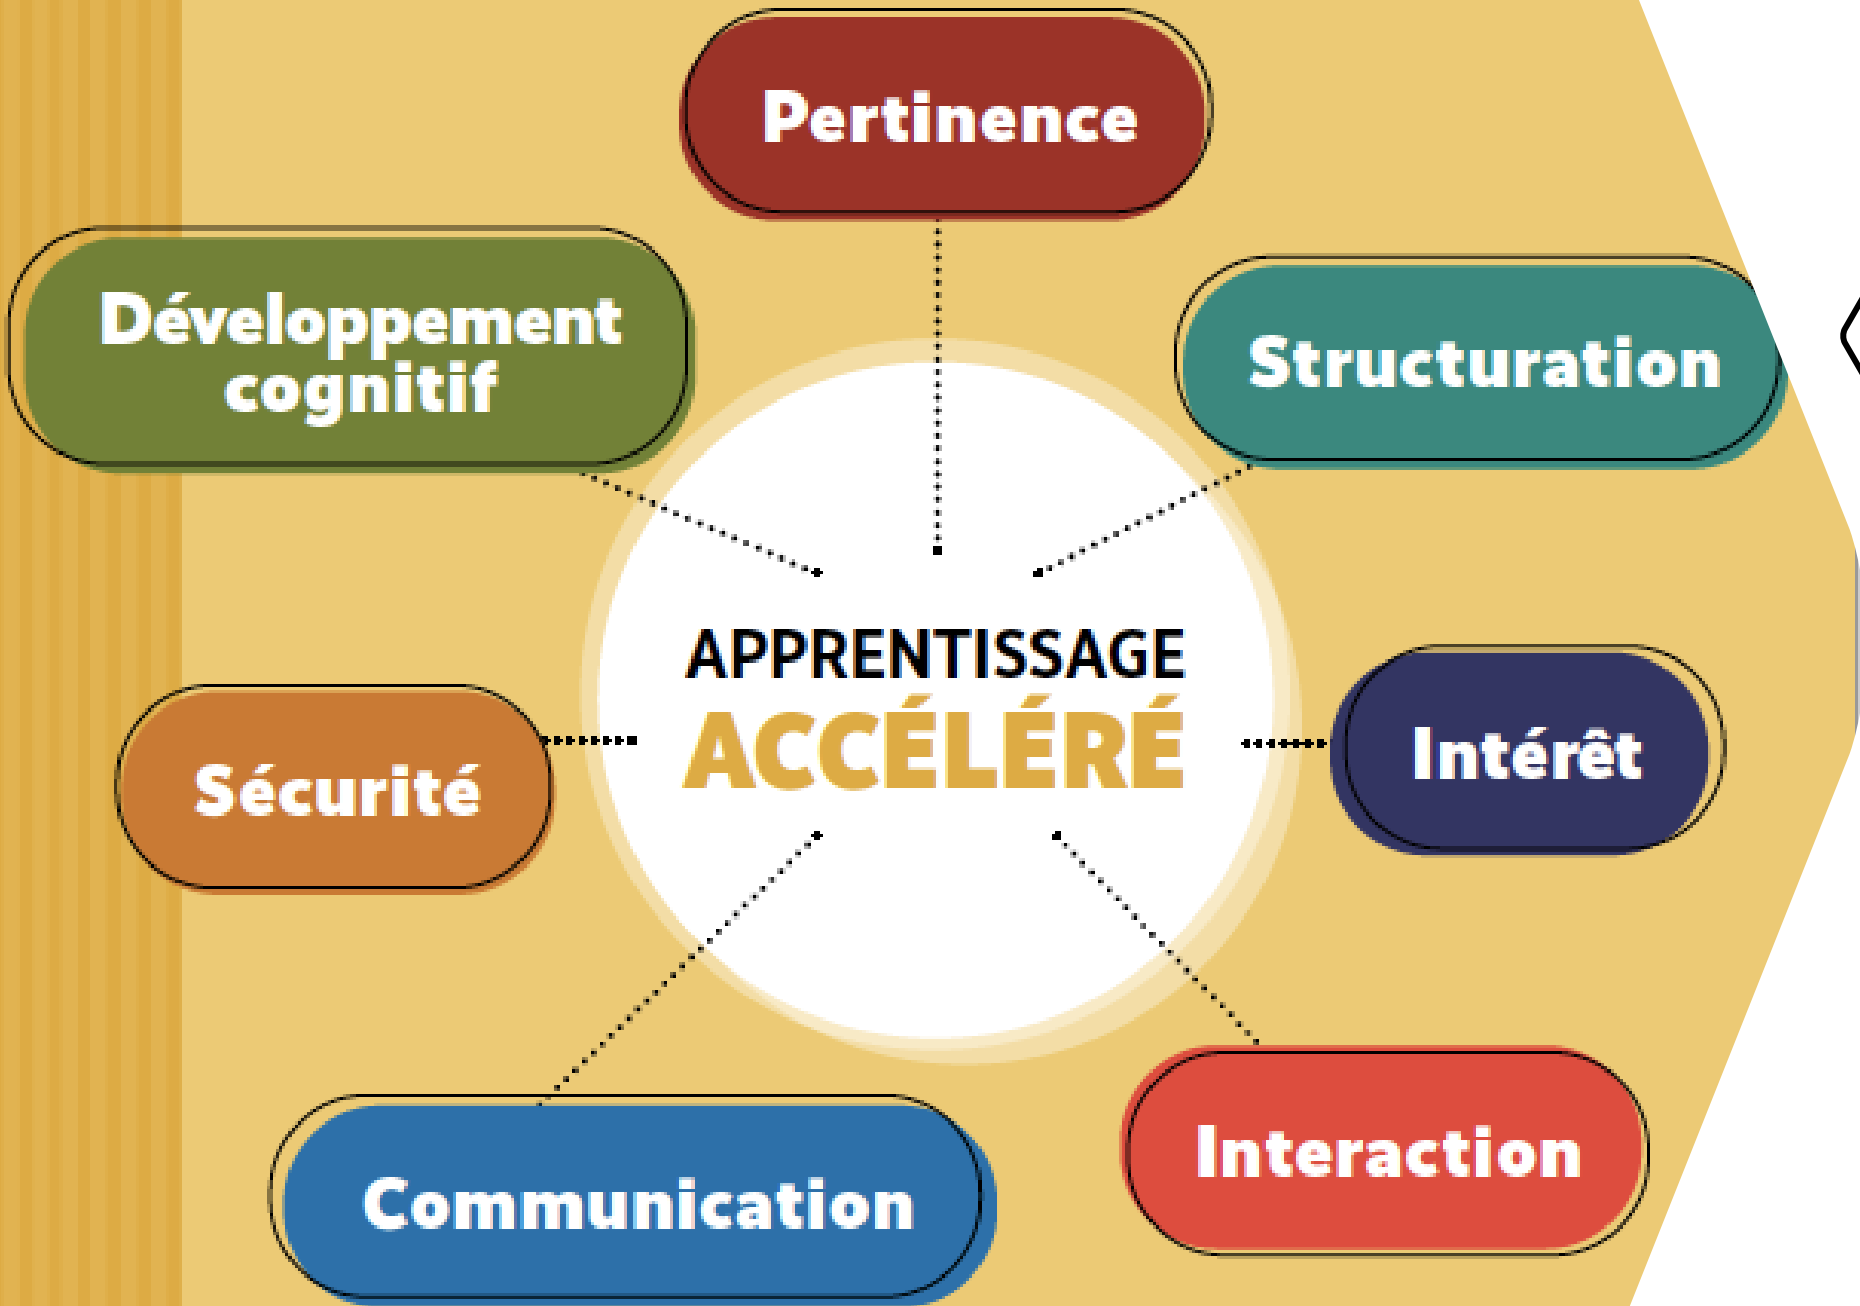 Pertinence
Développement
cognitif
Structuration
APPRENTISSAGE
ACCÉLÉRÉ
Sécurité
Intérêt
Communication
Interaction